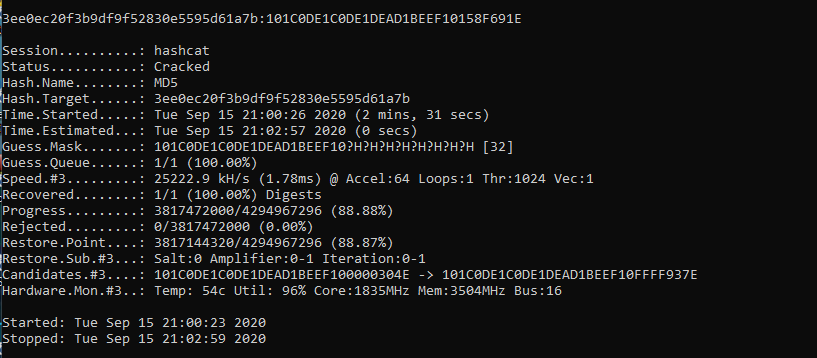 3ee0ec20f3b9df9f52830e5595d61a7b:101C0DE1C0DE1DEAD1BEEF10158F691E
Session..........: hashcat
Status...........: Cracked
Hash.Name........: MD5
Hash.Target......: 3ee0ec20f3b9df9f52830e5595d61a7b
Time.Started.....: Tue Sep 15 21:00:26 2020 (2 mins, 31 secs)
Time.Estimated...: Tue Sep 15 21:02:57 2020 (0 secs)
Guess.Mask.......: 101C0DE1C0DE1DEAD1BEEF10?H?H?H?H?H?H?H?H [32]
Guess.Queue......: 1/1 (100.00%)
Speed.#3.........: 25222.9 kH/s (1.78ms) @ Accel:64 Loops:1 Thr:1024 Vec:1
Recovered........: 1/1 (100.00%) Digests
Progress.........: 3817472000/4294967296 (88.88%)
Rejected.........: 0/3817472000 (0.00%)
Restore.Point....: 3817144320/4294967296 (88.87%)
Restore.Sub.#3...: Salt:0 Amplifier:0-1 Iteration:0-1
Candidates.#3....: 101C0DE1C0DE1DEAD1BEEF100000304E -> 101C0DE1C0DE1DEAD1BEEF10FFFF937E
Hardware.Mon.#3..: Temp: 54c Util: 96% Core:1835MHz Mem:3504MHz Bus:16
Started: Tue Sep 15 21:00:23 2020
Stopped: Tue Sep 15 21:02:59 2020